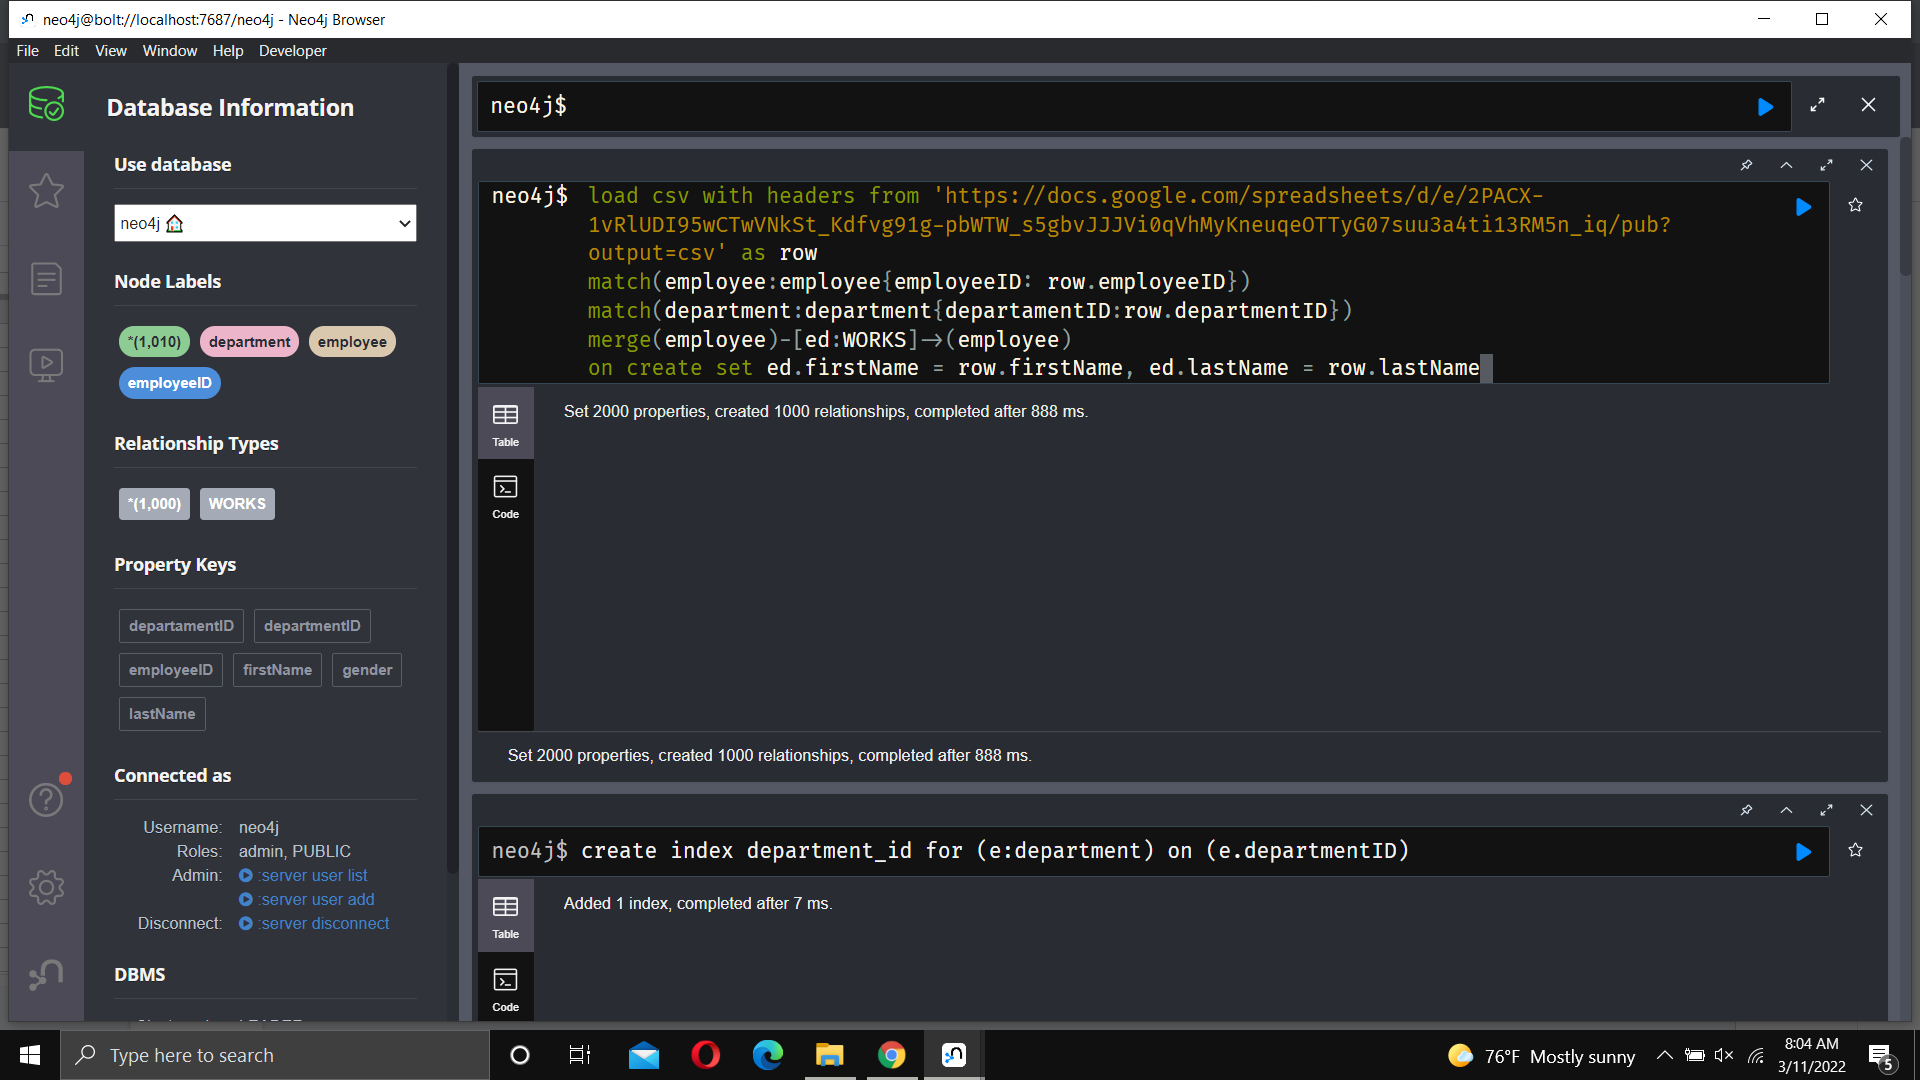 neo4j@bolt://localhost:7687/neo4j - Neo4j Browser
File Edit View Window Help Developer
Database Information
Use database
neo4j
Node Labels
*(1,010) department employee
employeeID
Relationship Types
*(1,000) WORKS
Property Keys
departamentID departmentID
employeeID firstName gender
lastName
Connected as
Username: neo4j
Roles: admin, PUBLIC
Admin: :server user list
:server user add
Disconnect: :server disconnect
DBMS
neo4j$
neo4j$ load csv with headers from 'https://docs.google.com/spreadsheets/d/e/2PACX-
1vRlUDI95wCTwVNkSt_Kdfvg91g-pbWTW_s5gbvJJJVi0qVhMyKneuqeOTTyG07suu3a4ti13RM5n_iq/pub?
output=csv' as row
match(employee:employee{employeeID: row.employeeID})
match(department:department{departamentID:row.departmentID})
merge(employee)-[ed:WORKS]->(employee)
on create set ed.firstName = row.firstName, ed.lastName = row.lastName
Table
Set 2000 properties, created 1000 relationships, completed after 888 ms.
Code
Set 2000 properties, created 1000 relationships, completed after 888 ms.
neo4j$ create index department_id for (e:department) on (e.departmentID)
Table
Added 1 index, completed after 7 ms.
Code
Type here to search
76°F Mostly sunny
8:04 AM
3/11/2022
5